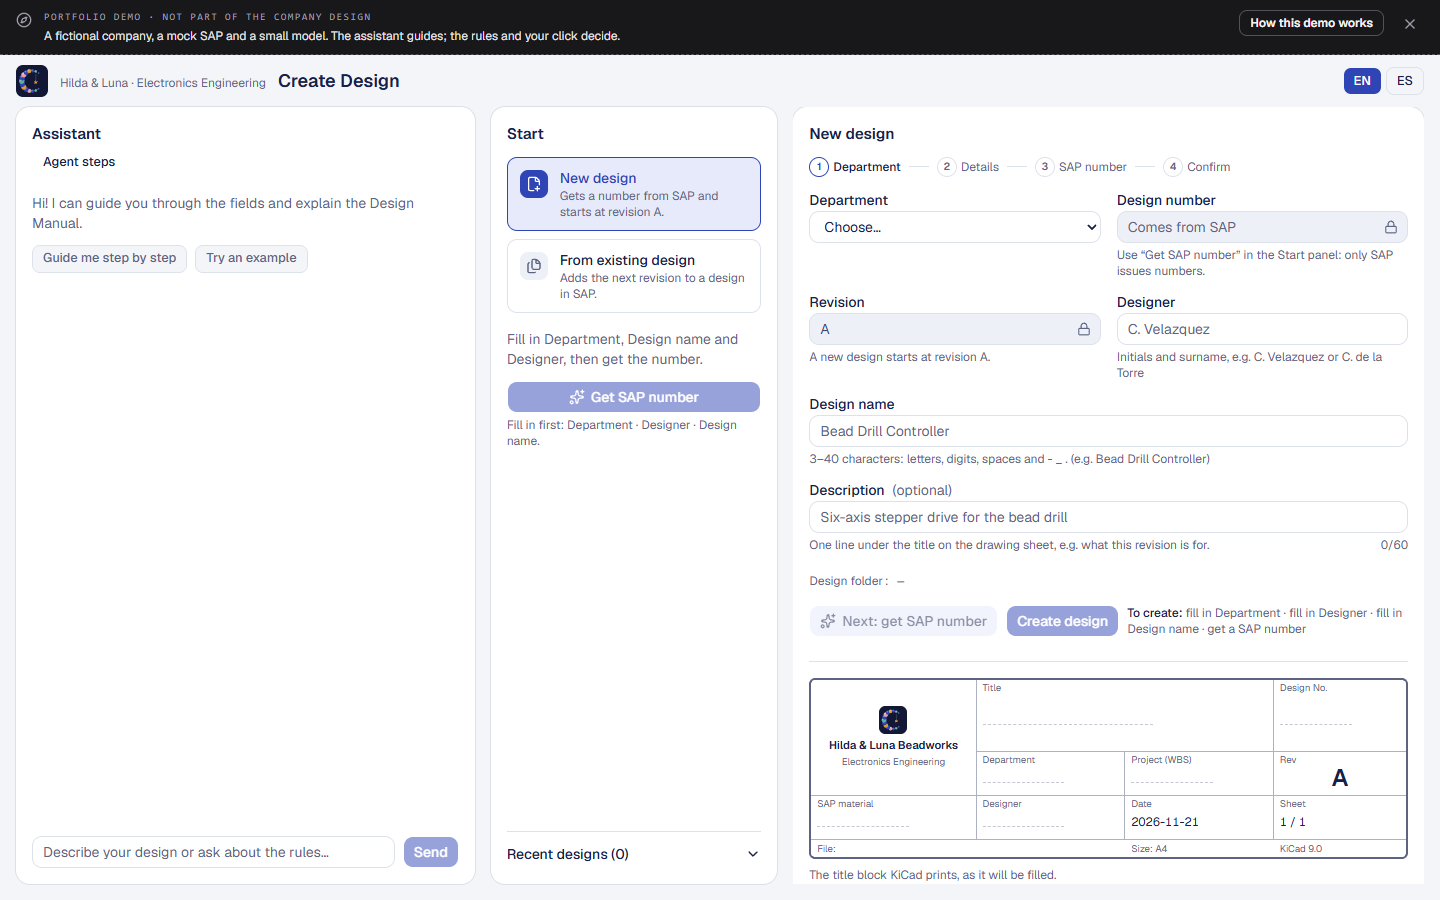 PORTFOLIO DEMO · NOT PART OF THE COMPANY DESIGN
A fictional company, a mock SAP and a small model. The assistant guides; the rules and your click decide.
How this demo works
Hilda & Luna · Electronics Engineering
Create Design
EN
ES
Assistant
Agent steps
Hi! I can guide you through the fields and explain the Design
Manual.
Guide me step by step
Try an example
Describe your design or ask about the rules...
Send
Start
New design
Gets a number from SAP and
starts at revision A.
From existing design
Adds the next revision to a design
in SAP.
Fill in Department, Design name and
Designer, then get the number.
Get SAP number
Fill in first: Department · Designer · Design
name.
Recent designs (0)
New design
1 Department
2 Details
3 SAP number
4 Confirm
Department
Choose...
Design number
Comes from SAP
Use “Get SAP number” in the Start panel: only SAP
issues numbers.
Revision
A
A new design starts at revision A.
Designer
C. Velazquez
Initials and surname, e.g. C. Velazquez or C. de la
Torre
Design name
Bead Drill Controller
3–40 characters: letters, digits, spaces and - _ . (e.g. Bead Drill Controller)
Description (optional)
Six-axis stepper drive for the bead drill
One line under the title on the drawing sheet, e.g. what this revision is for.
0/60
Design folder : –
Next: get SAP number
Create design
To create: fill in Department · fill in Designer · fill in
Design name · get a SAP number
Hilda & Luna Beadworks
Electronics Engineering
Title
Design No.
Department
Project (WBS)
Rev
A
SAP material
Designer
Date
2026-11-21
Sheet
1 / 1
File:
Size: A4
KiCad 9.0
The title block KiCad prints, as it will be filled.